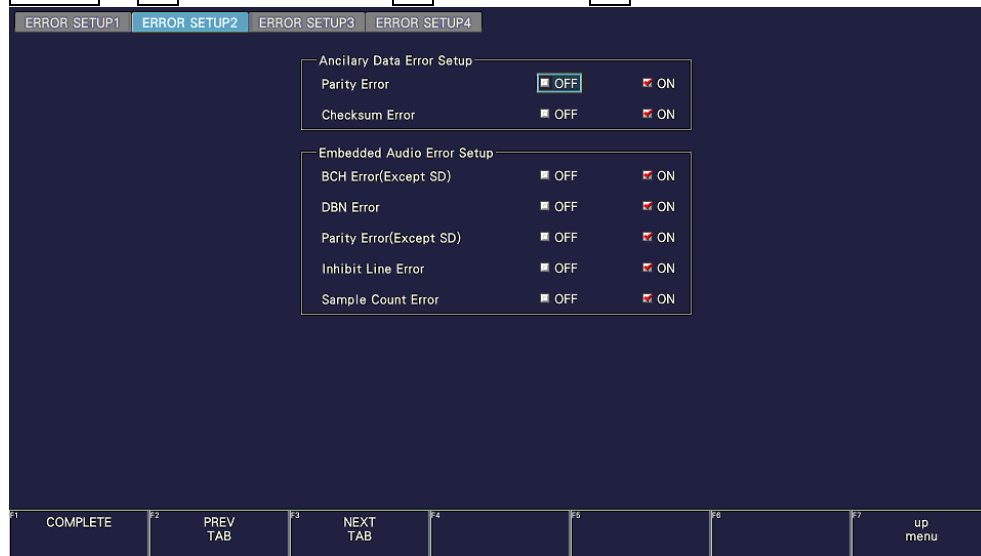 ERROR SETUP1 ERROR SETUP2 ERROR SETUP3 ERROR SETUP4
Ancilary Data Error Setup
Parity Error OFF ON
Checksum Error OFF ON
Embedded Audio Error Setup
BCH Error(Except SD) OFF ON
DBN Error OFF ON
Parity Error(Except SD) OFF ON
Inhibit Line Error OFF ON
Sample Count Error OFF ON
F1 COMPLETE F2 PREV TAB F3 NEXT TAB F4 F5 F6 F7 up menu